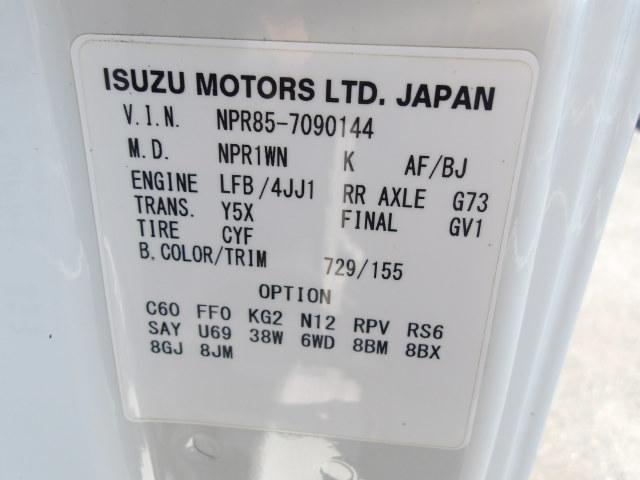 ISUZU MOTORS LTD. JAPAN
V.I.N. NPR85-7090144
M.D. NPR1WN K AF/BJ
ENGINE LFB/4JJ1 RR AXLE G73
TRANS. Y5X FINAL GV1
TIRE CYF
B.COLOR/TRIM 729/155
OPTION
C60 FF0 KG2 N12 RPV RS6
SAY U69 38W 6WD 8BM 8BX
8GJ 8JM